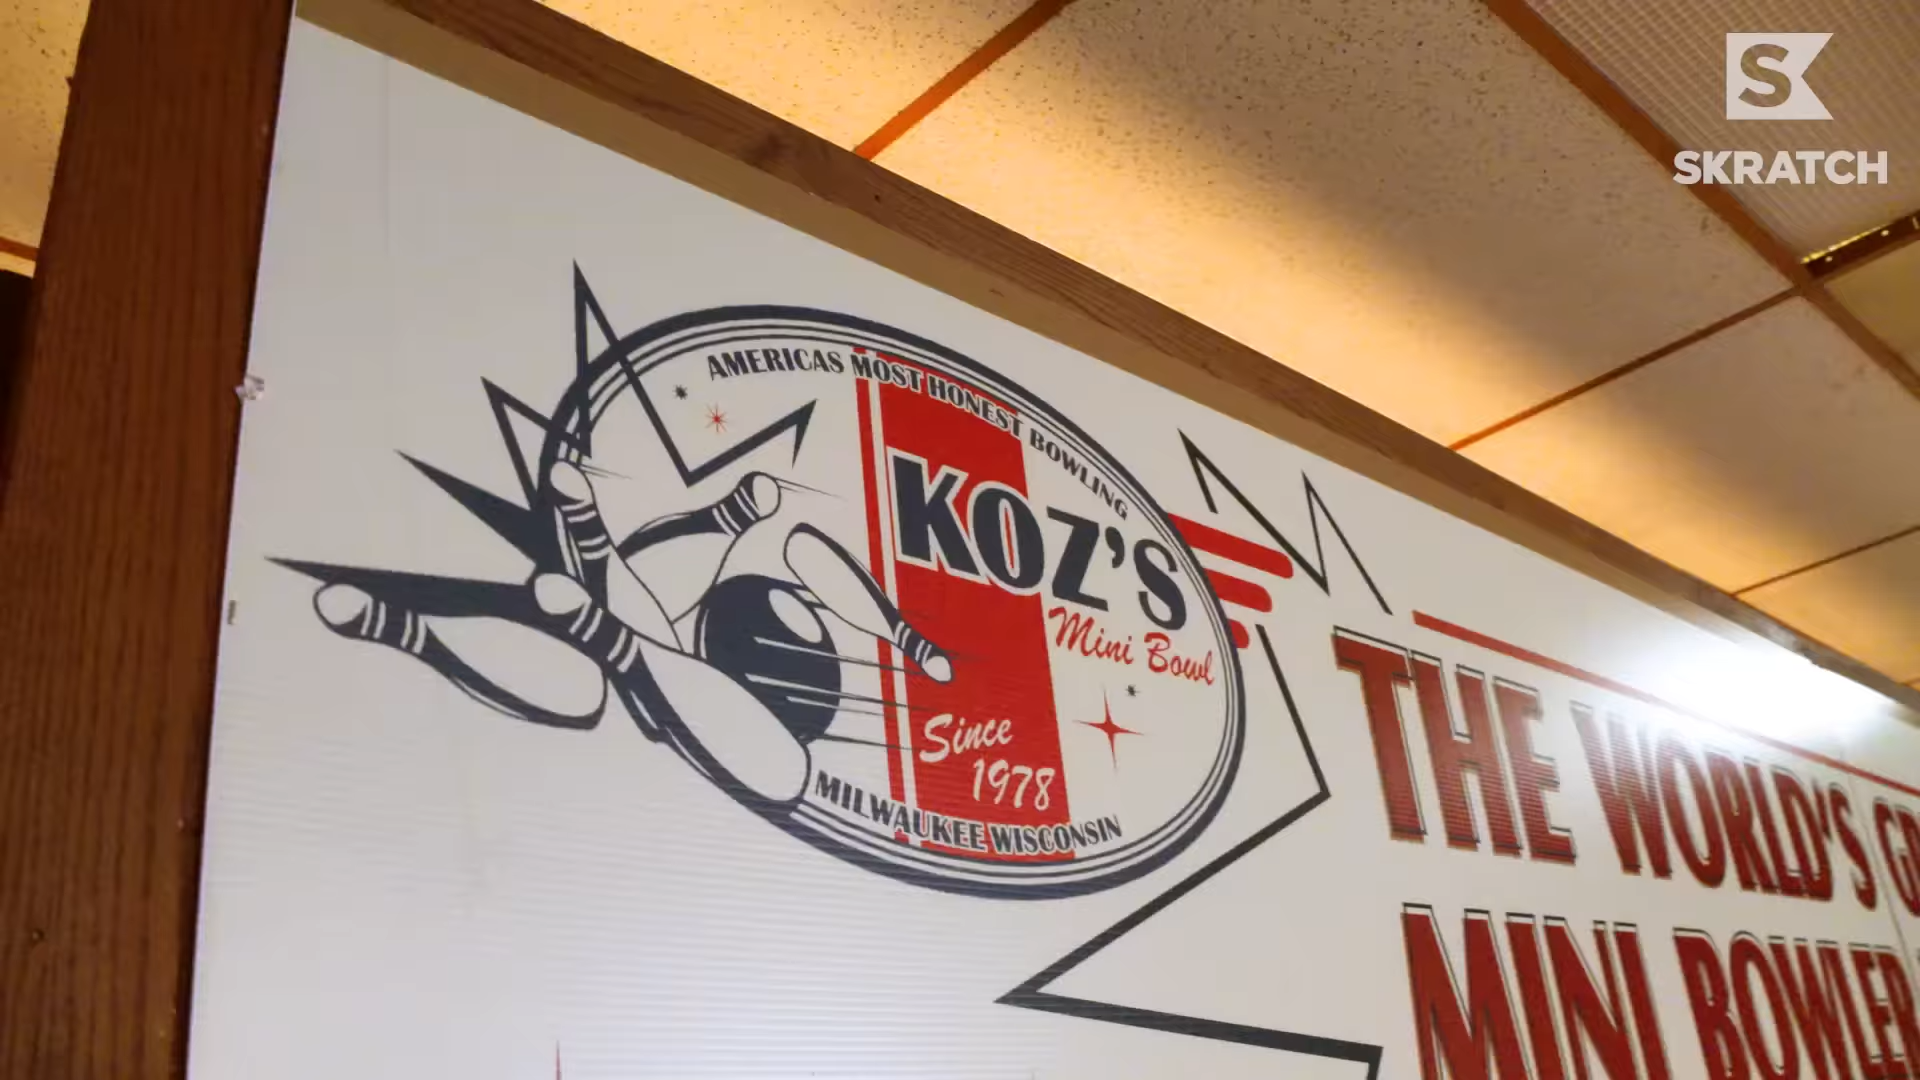 AMERICAS MOST HONEST BOWLING
KOZ'S
Mini Bowl
Since
1978
MILWAUKEE WISCONSIN
THE WORLD'S
MINI BOWLER
S
SKRATCH